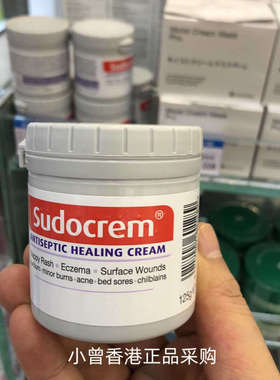 Sudocrem®
ANTISEPTIC HEALING CREAM
Nappy Rash • Eczema • Surface Wounds
minor burns • acne • bed sores • chilblains
125g
小曾香港正品采购